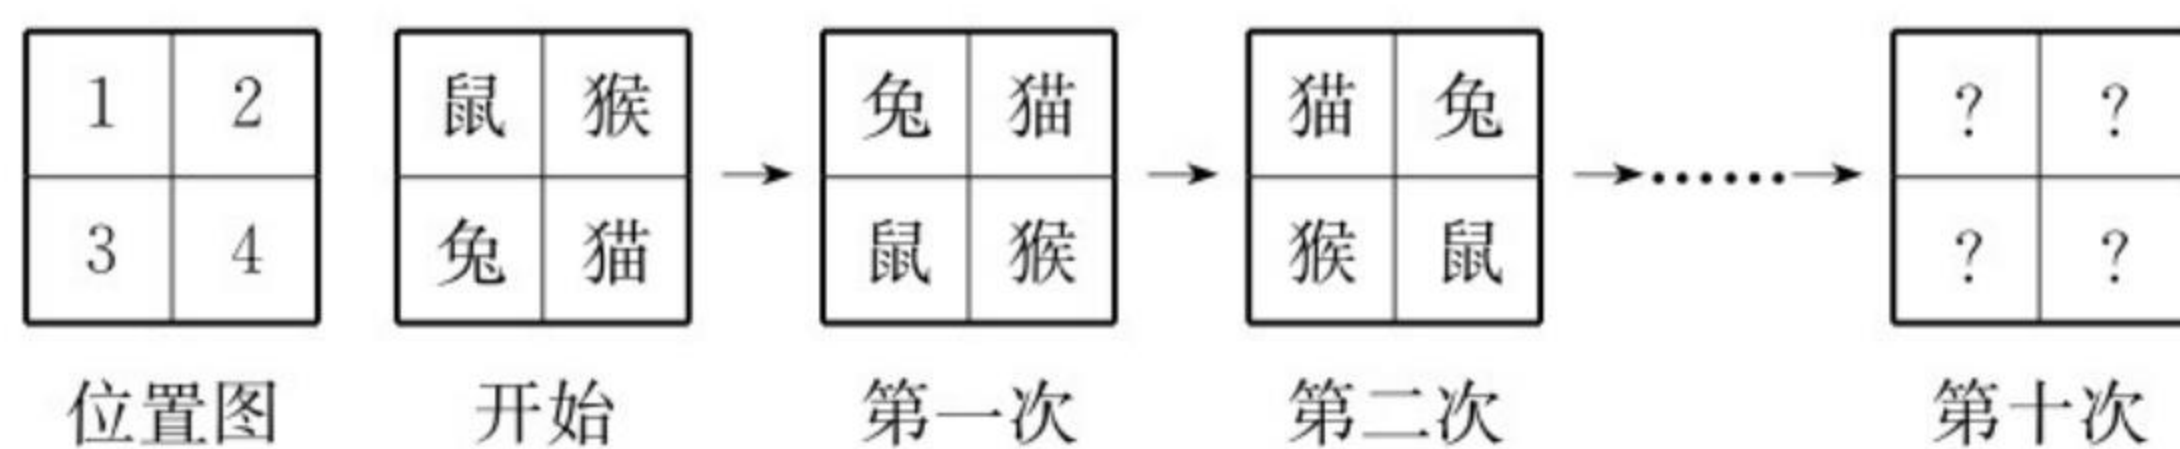 1 2 鼠 猴 兔 猫 猫 兔 ? ?
3 4 兔 猫 鼠 猴 猴 鼠 ? ?
位置图 开始 第一次 第二次 第十次